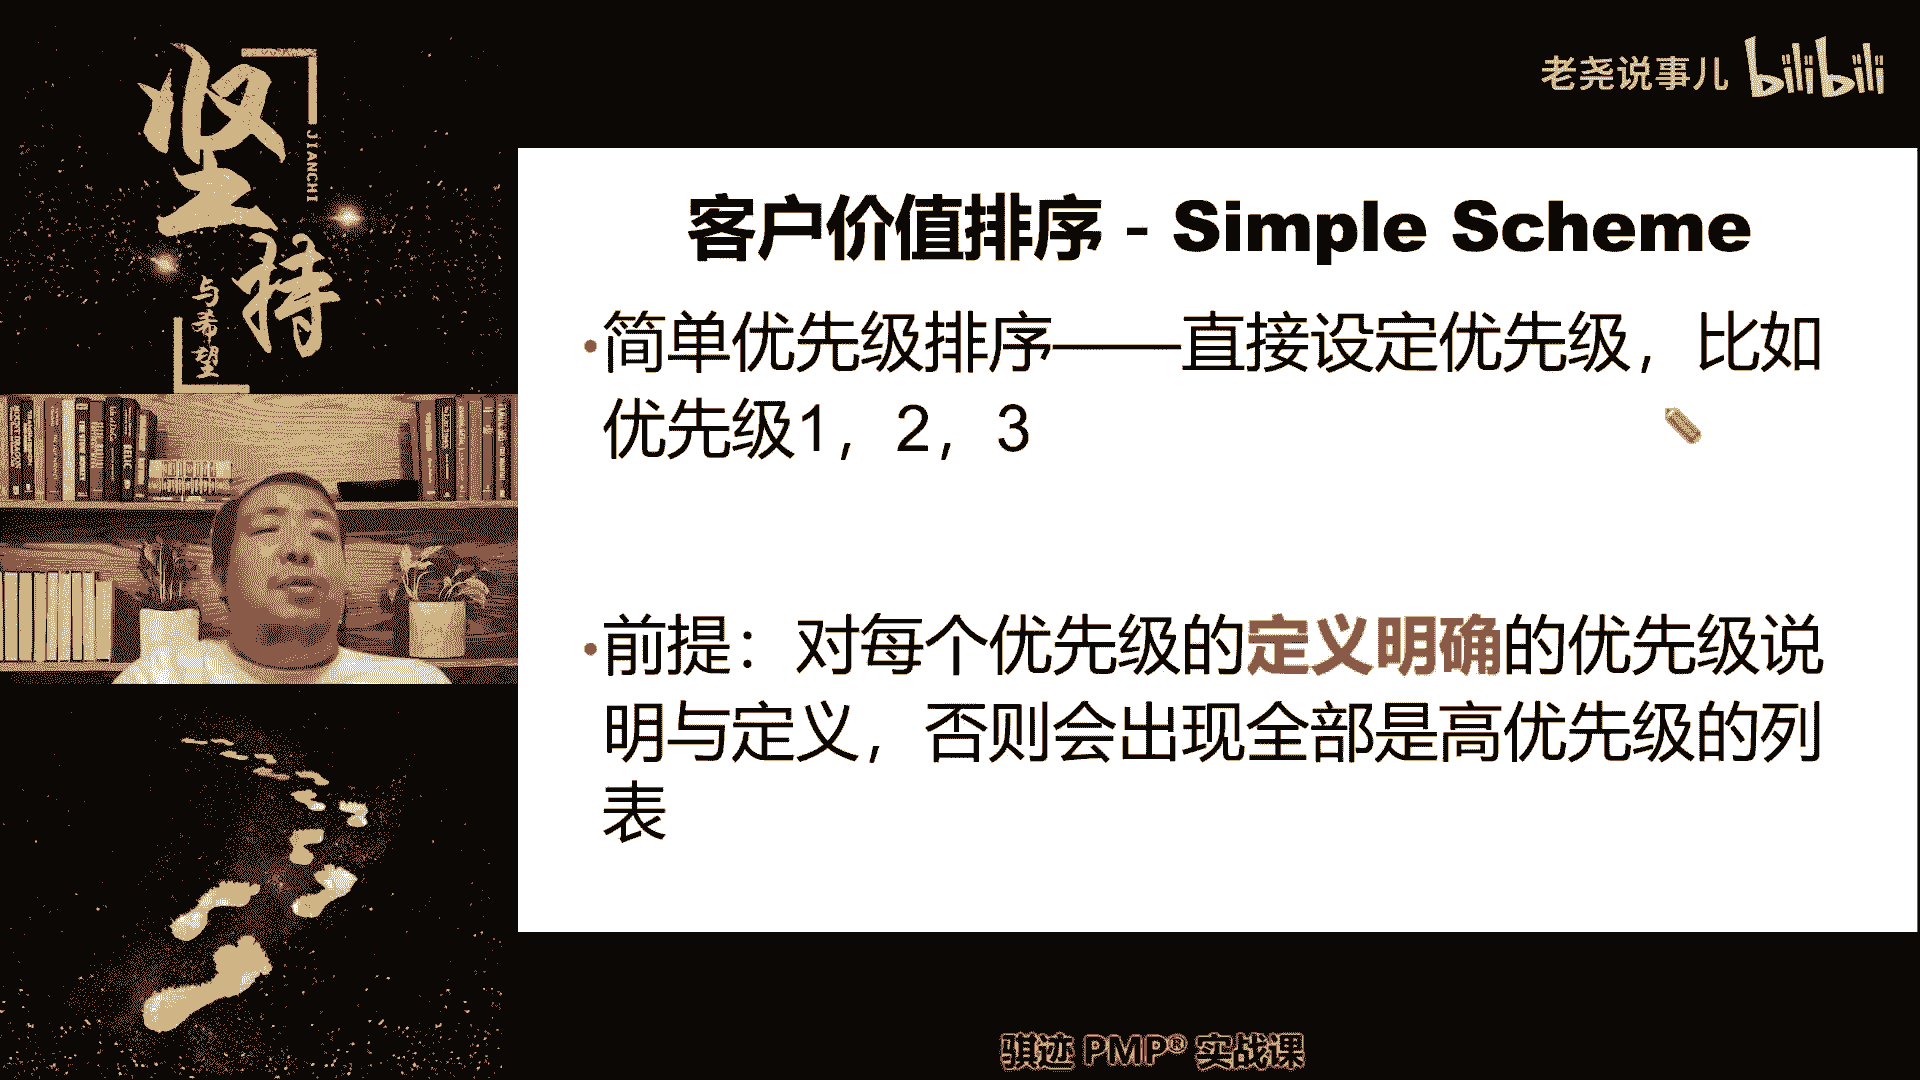 坚持
JIANCHI
与希望
老尧说事儿 bilibili
客户价值排序 - Simple Scheme
•简单优先级排序——直接设定优先级，比如
优先级1，2，3
•前提：对每个优先级的定义明确的优先级说
明与定义，否则会出现全部是高优先级的列
表
骐迹 PMP® 实战课